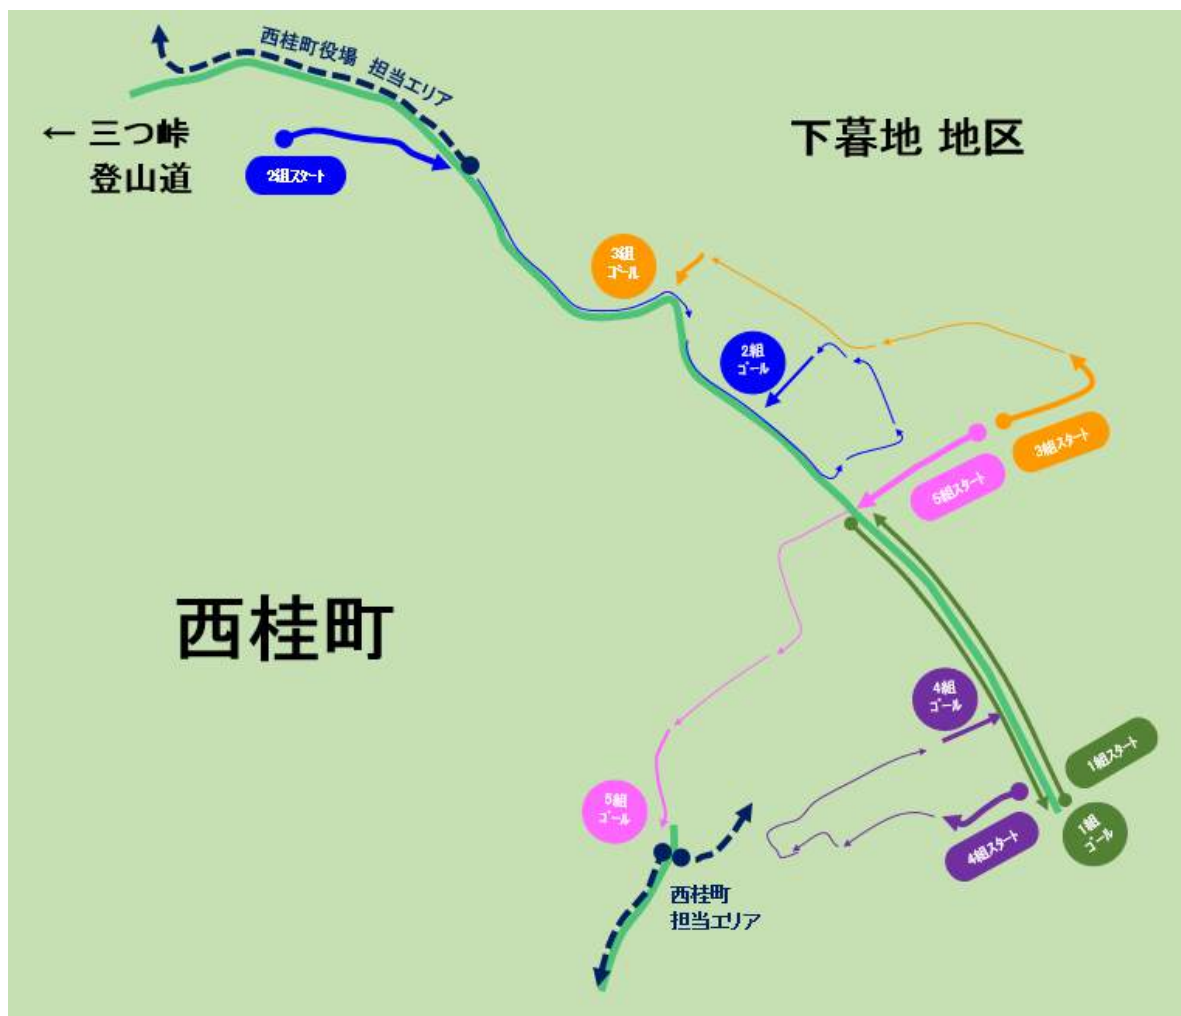 西桂町役場 担当エリア
← 三つ峠
登山道
2組スタート
下暮地 地区
3組
ゴール
2組
ゴール
3組スタート
5組スタート
西桂町
4組
ゴール
1組スタート
5組
ゴール
1組
ゴール
4組スタート
西桂町
担当エリア